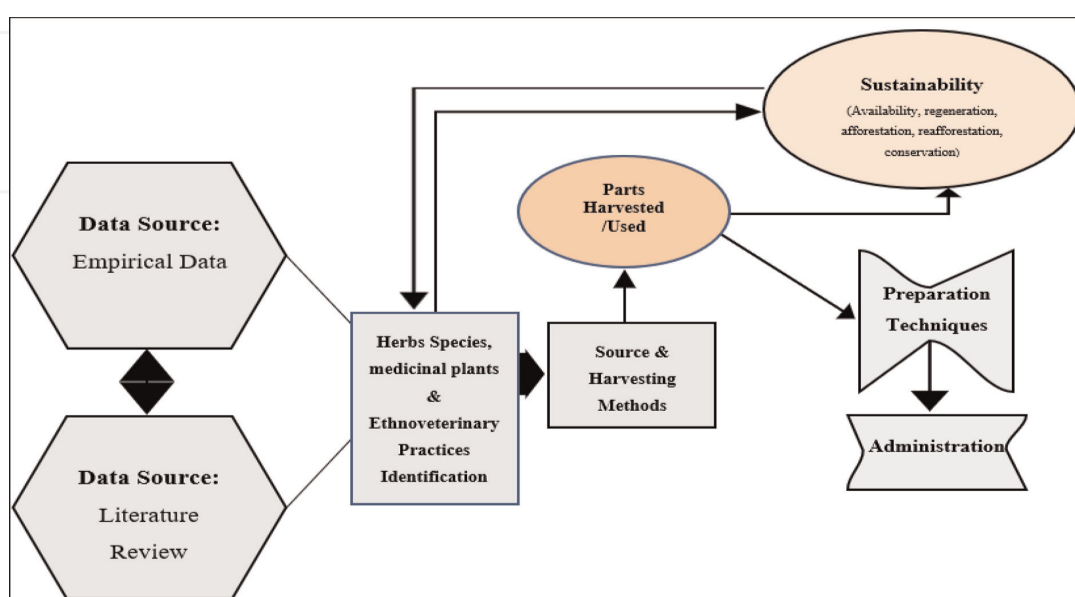 Data Source:
Empirical Data
Data Source:
Literature
Review
Herbs Species,
medicinal plants
&
Ethnoveterinary
Practices
Identification
Source &
Harvesting
Methods
Parts
Harvested
/Used
Sustainability
(Availability, regeneration,
afforestation, reafforestation,
conservation)
Preparation
Techniques
Administration